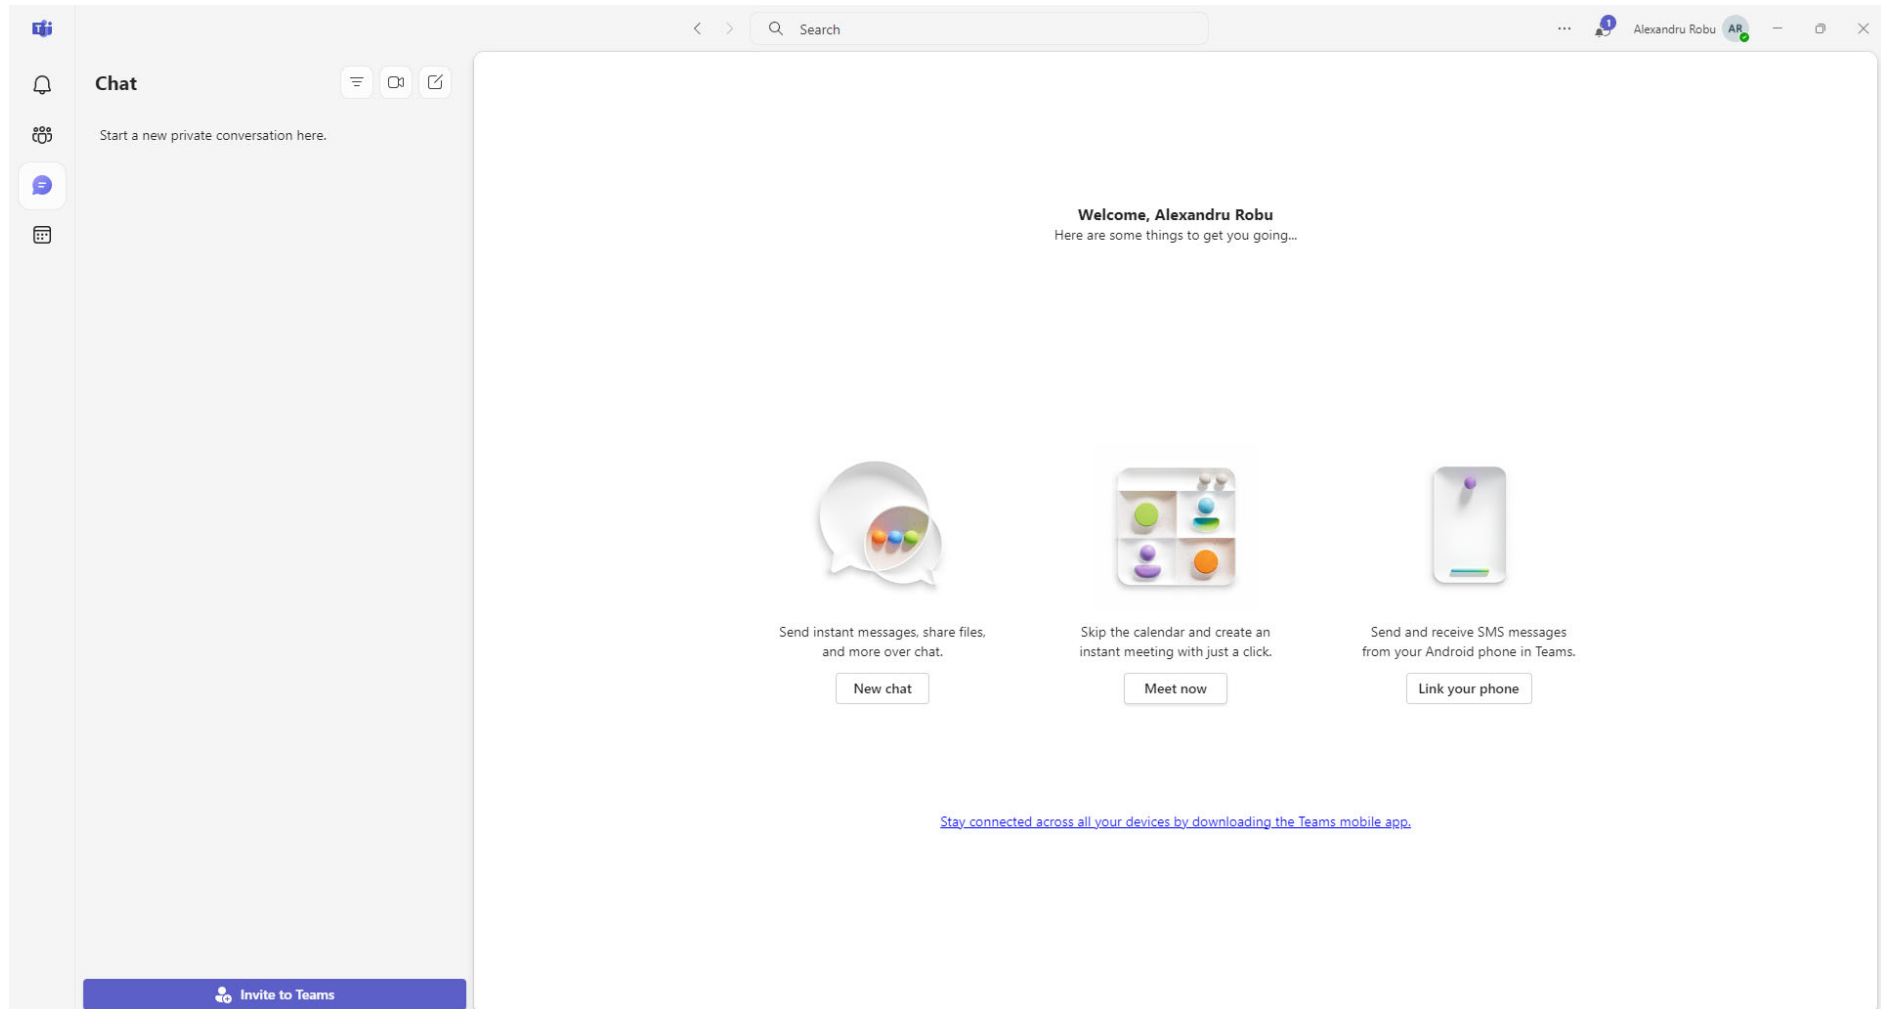 Search
1
Alexandru Robu
AR
Chat
Start a new private conversation here.
Welcome, Alexandru Robu
Here are some things to get you going...
Send instant messages, share files,
and more over chat.
New chat
Skip the calendar and create an
instant meeting with just a click.
Meet now
Send and receive SMS messages
from your Android phone in Teams.
Link your phone
Stay connected across all your devices by downloading the Teams mobile app.
Invite to Teams